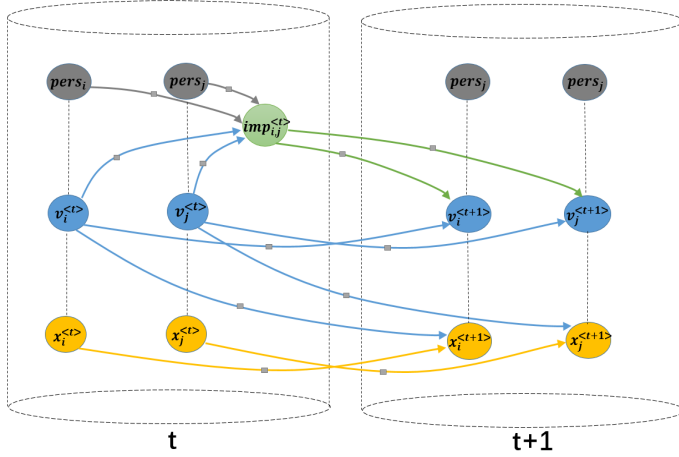 pers_i pers_j pers_j pers_j
imp_{i,j}^{<t>}
v_i^{<t>} v_j^{<t>} v_i^{<t+1>} v_j^{<t+1>}
x_i^{<t>} x_j^{<t>} x_i^{<t+1>} x_j^{<t+1>}
t t+1